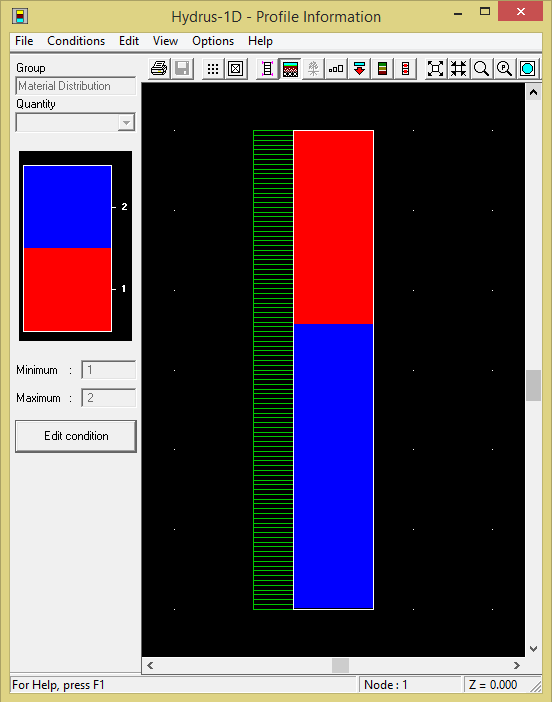 Hydrus-1D - Profile Information
File Conditions Edit View Options Help
Group
Material Distribution
Quantity
2
1
Minimum : 1
Maximum : 2
Edit condition
For Help, press F1 Node : 1 Z = 0.000